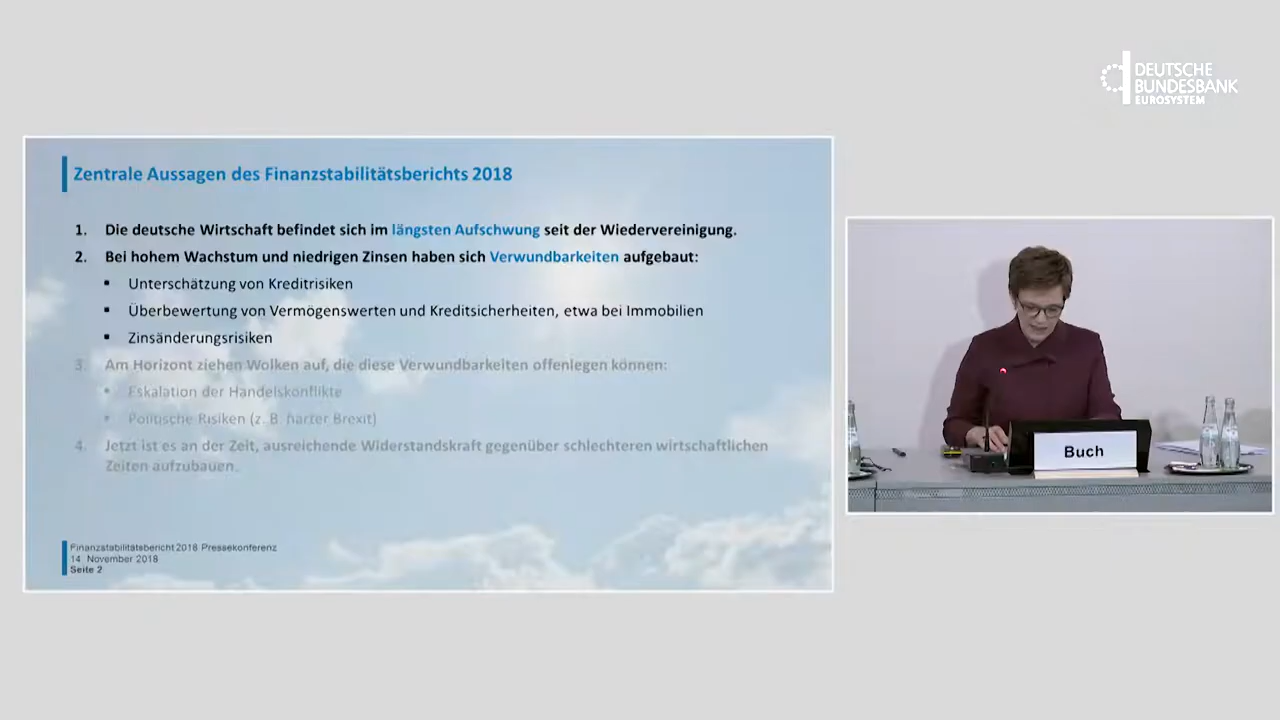 DEUTSCHE
BUNDESBANK
EUROSYSTEM
Zentrale Aussagen des Finanzstabilitätsberichts 2018
1. Die deutsche Wirtschaft befindet sich im längsten Aufschwung seit der Wiedervereinigung.
2. Bei hohem Wachstum und niedrigen Zinsen haben sich Verwundbarkeiten aufgebaut:
▪ Unterschätzung von Kreditrisiken
▪ Überbewertung von Vermögenswerten und Kreditsicherheiten, etwa bei Immobilien
▪ Zinsänderungsrisiken
3. Am Horizont ziehen Wolken auf, die diese Verwundbarkeiten offenlegen können:
• Eskalation der Handelskonflikte
• Politische Risiken (z. B. harter Brexit)
4. Jetzt ist es an der Zeit, ausreichende Widerstandskraft gegenüber schlechteren wirtschaftlichen
Zeiten aufzubauen.
Finanzstabilitätsbericht 2018 Pressekonferenz
14. November 2018
Seite 2
Buch